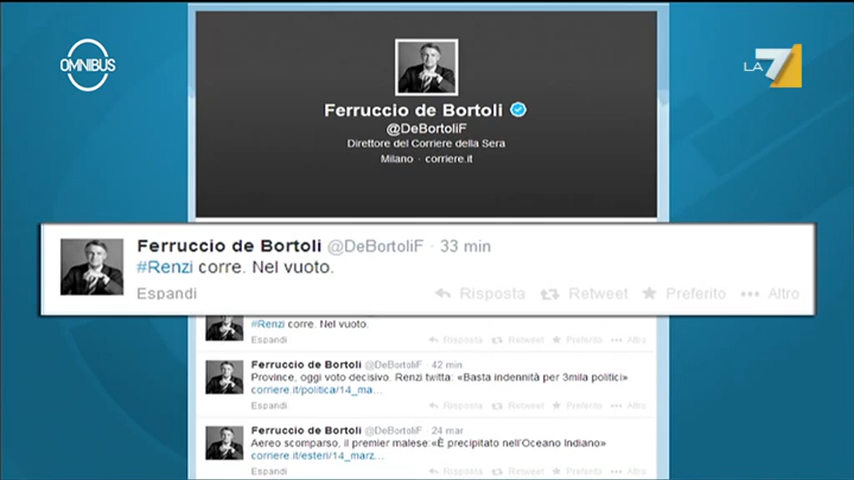 OMNIBUS
LA 7
Ferruccio de Bortoli
@DeBortoliF
Direttore del Corriere della Sera
Milano · corriere.it
Ferruccio de Bortoli @DeBortoliF · 33 min
#Renzi corre. Nel vuoto.
Espandi Risposta Retweet Preferito Altro
#Renzi corre. Nel vuoto.
Espandi Risposta Retweet Preferito Altro
Ferruccio de Bortoli @DeBortoliF · 42 min
Province, oggi voto decisivo. Renzi twitta: «Basta indennità per 3mila politici»
corriere.it/politica/14_ma...
Espandi Risposta Retweet Preferito Altro
Ferruccio de Bortoli @DeBortoliF · 24 mar
Aereo scomparso, il premier malese:«È precipitato nell'Oceano Indiano»
corriere.it/esteri/14_marz...
Espandi Risposta Retweet Preferito Altro